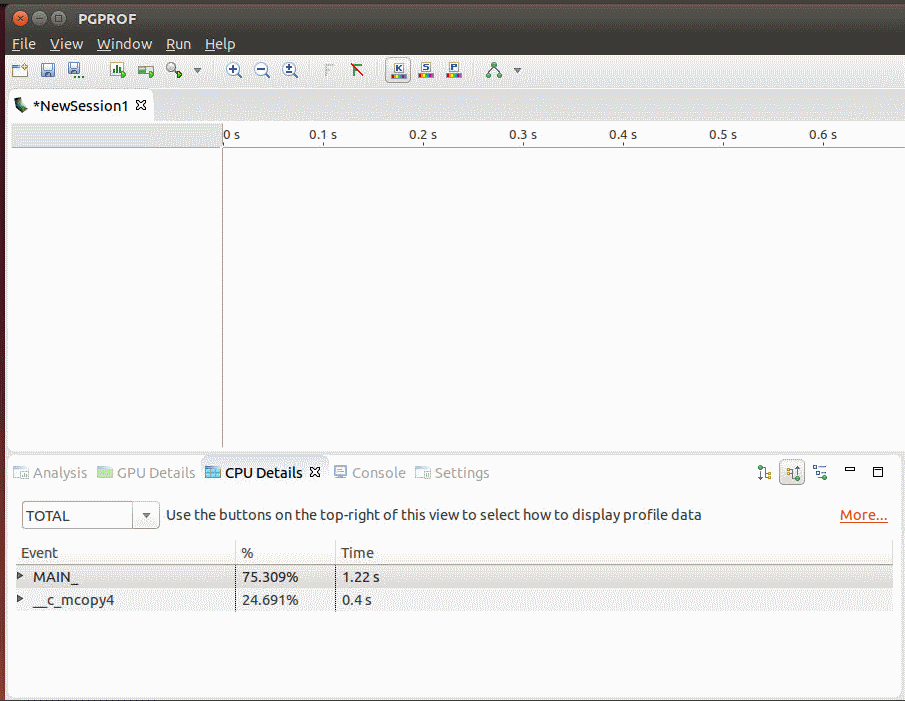 PGPROF
File View Window Run Help
K S P
*NewSession1
0 s 0.1 s 0.2 s 0.3 s 0.4 s 0.5 s 0.6 s
Analysis GPU Details CPU Details Console Settings
TOTAL Use the buttons on the top-right of this view to select how to display profile data More...
Event % Time
MAIN_ 75.309% 1.22 s
__c_mcopy4 24.691% 0.4 s